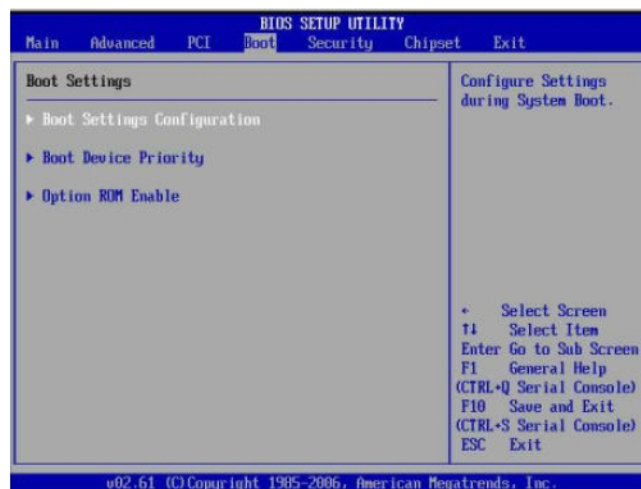 BIOS SETUP UTILITY
Main Advanced PCI Boot Security Chipset Exit
Boot Settings
▶ Boot Settings Configuration
▶ Boot Device Priority
▶ Option ROM Enable
Configure Settings
during System Boot.
← Select Screen
↑↓ Select Item
Enter Go to Sub Screen
F1 General Help
(CTRL+Q Serial Console)
F10 Save and Exit
(CTRL+S Serial Console)
ESC Exit
v02.61 (C)Copyright 1985-2006, American Megatrends, Inc.